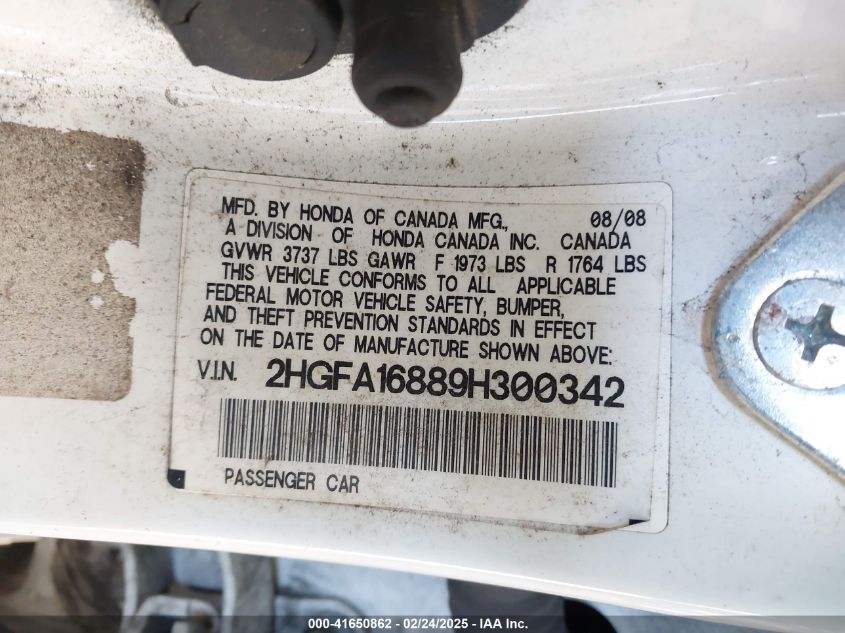 MFD. BY HONDA OF CANADA MFG., 08/08
A DIVISION OF HONDA CANADA INC. CANADA
GVWR 3737 LBS GAWR F 1973 LBS R 1764 LBS
THIS VEHICLE CONFORMS TO ALL APPLICABLE
FEDERAL MOTOR VEHICLE SAFETY, BUMPER,
AND THEFT PREVENTION STANDARDS IN EFFECT
ON THE DATE OF MANUFACTURE SHOWN ABOVE:
V.I.N. 2HGFA16889H300342
PASSENGER CAR
000-41650862 - 02/24/2025 - IAA Inc.